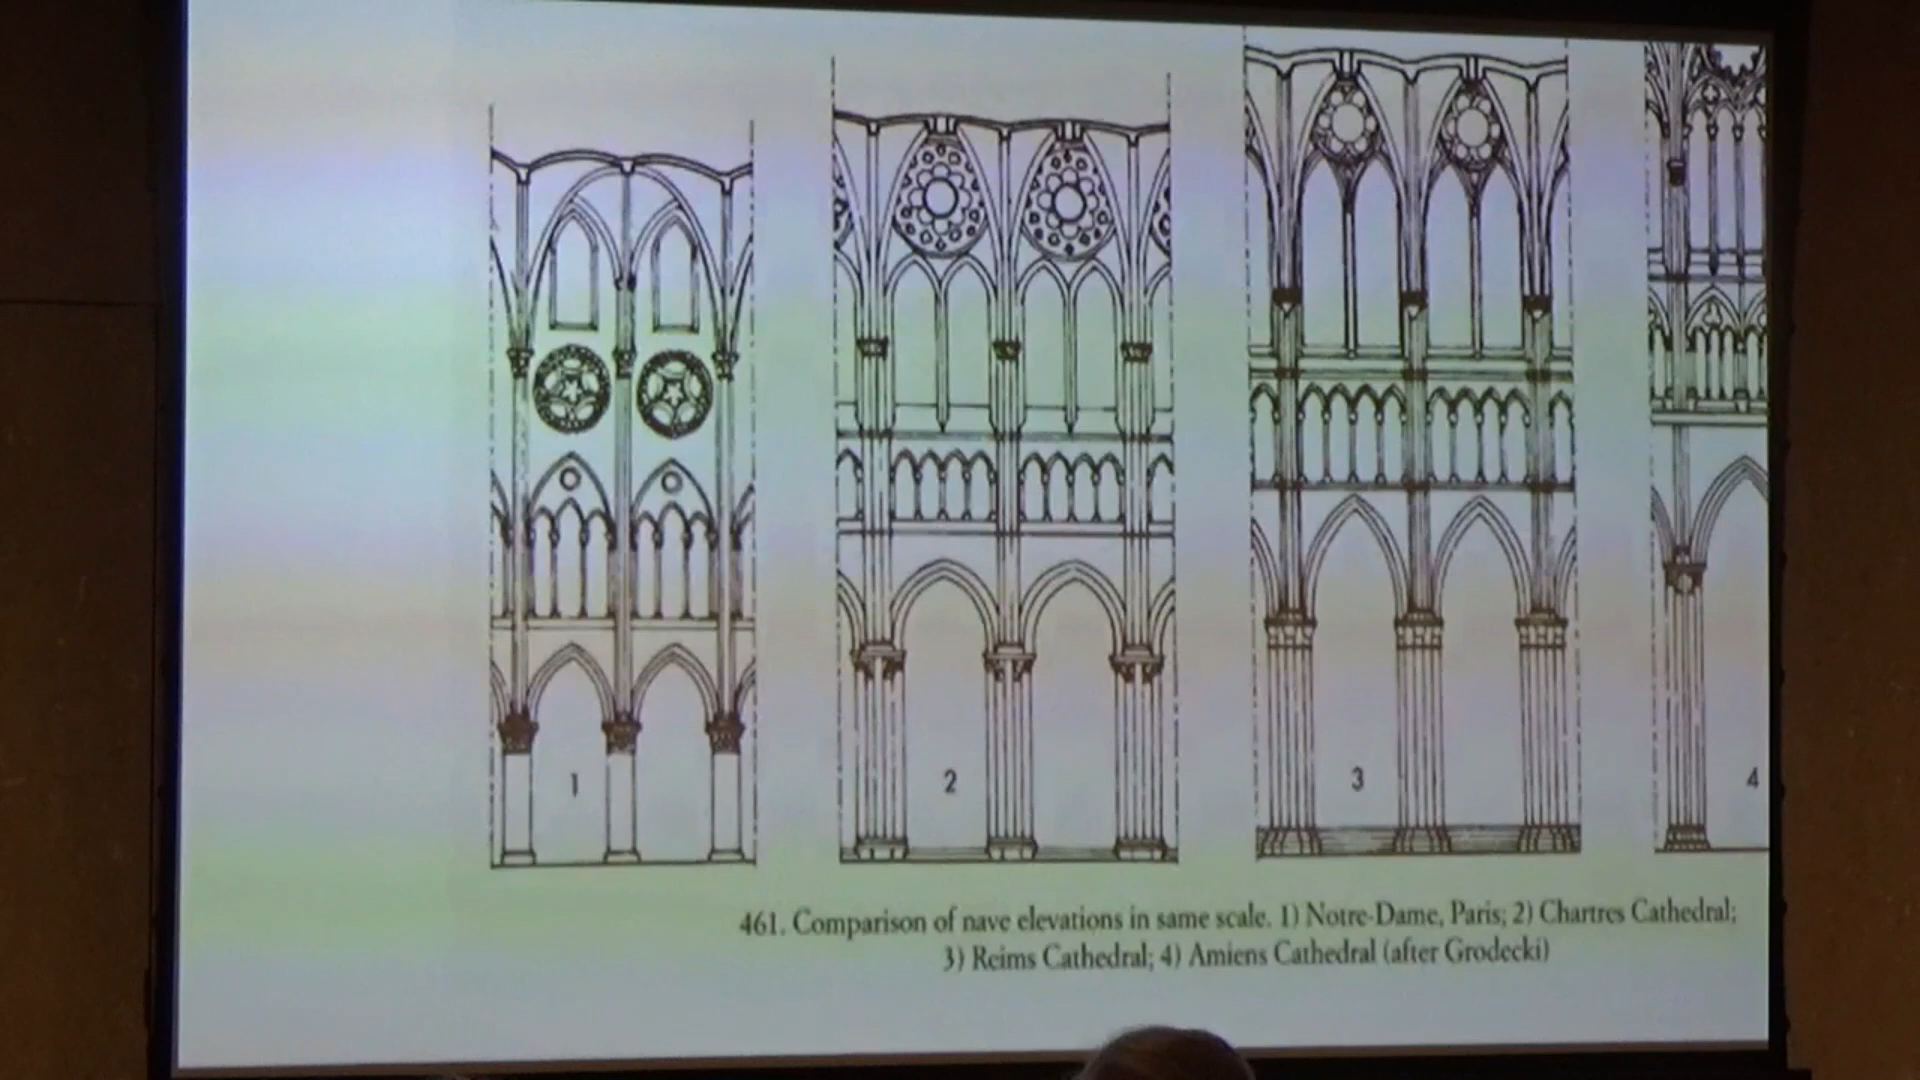 1
2
3
4
461. Comparison of nave elevations in same scale. 1) Notre-Dame, Paris; 2) Chartres Cathedral;
3) Reims Cathedral; 4) Amiens Cathedral (after Grodecki)